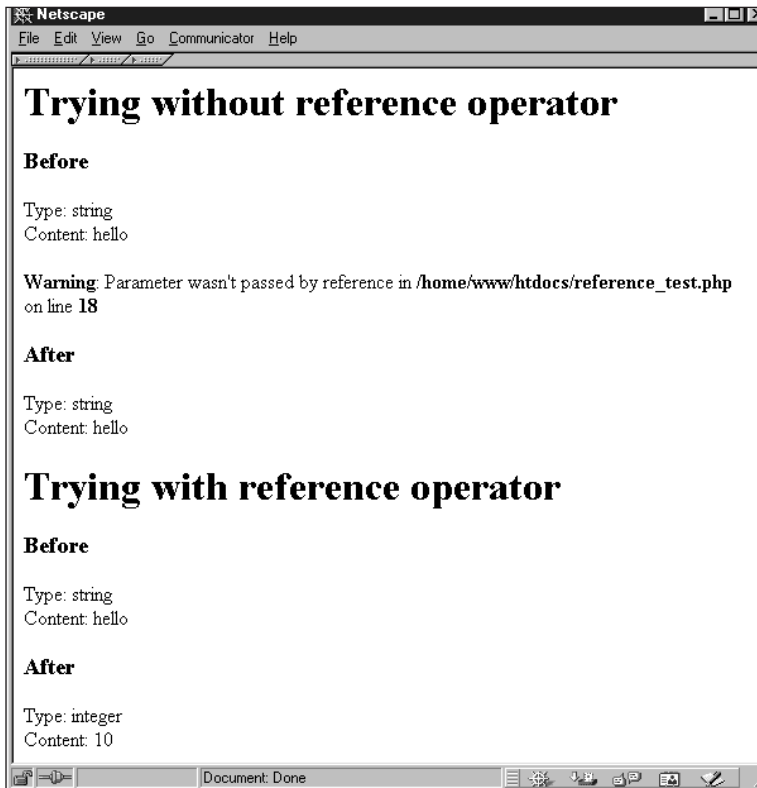 Netscape
File Edit View Go Communicator Help
Trying without reference operator
Before
Type: string
Content: hello
Warning: Parameter wasn't passed by reference in /home/www/htdocs/reference_test.php
on line 18
After
Type: string
Content: hello
Trying with reference operator
Before
Type: string
Content: hello
After
Type: integer
Content: 10
Document: Done